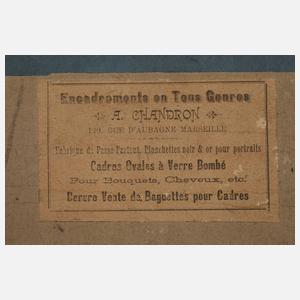 Encadrements en Tous Genres
A. CHANDRON
129, RUE D'AUBAGNE MARSEILLE
Fabrique de Passe-Partout, Planchettes noir & or pour portraits
Cadres Ovales à Verre Bombé
Pour Bouquets, Cheveux, etc.
Vente de Baguettes pour Cadres